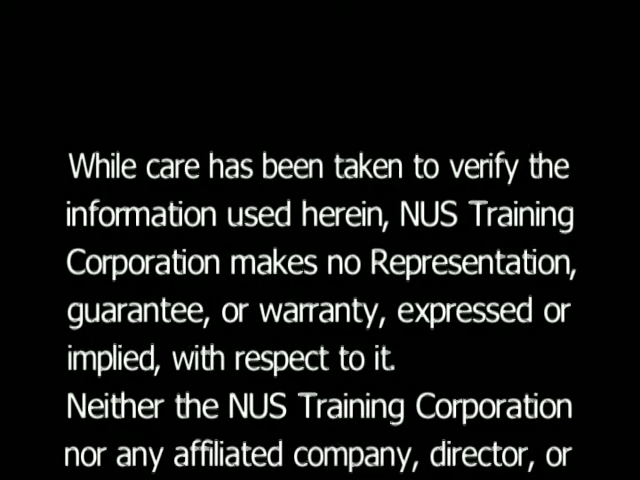 While care has been taken to verify the
information used herein, NUS Training
Corporation makes no Representation,
guarantee, or warranty, expressed or
implied, with respect to it.
Neither the NUS Training Corporation
nor any affiliated company, director, or